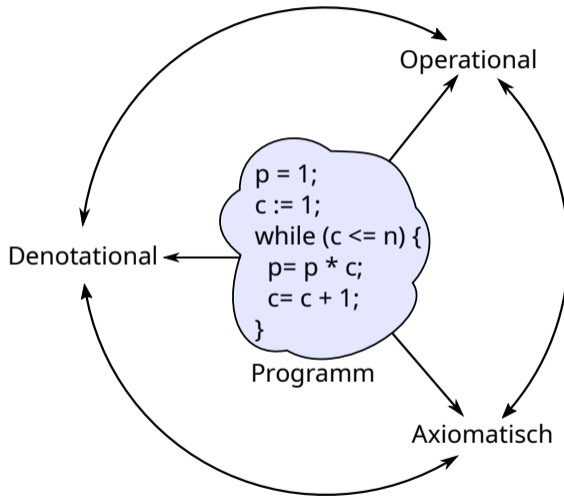 Operational
p = 1;
c := 1;
while (c <= n) {
p= p * c;
c= c + 1;
}
Denotational
Programm
Axiomatisch